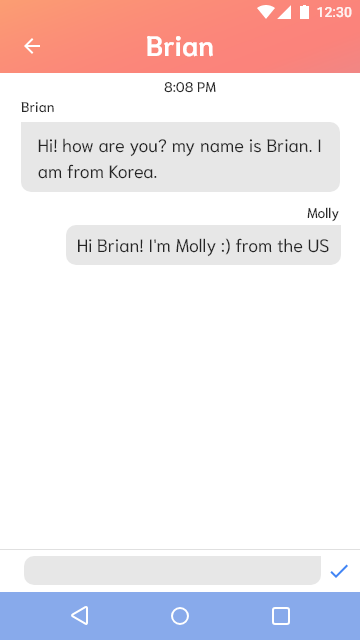 12:30
Brian
8:08 PM
Brian
Hi! how are you? my name is Brian. I
am from Korea.
Molly
Hi Brian! I'm Molly :) from the US